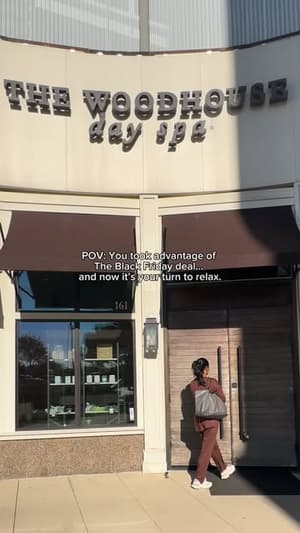 THE WOODHOUSE
day spa
POV: You took advantage of
The Black Friday deal...
and now it's your turn to relax.
161